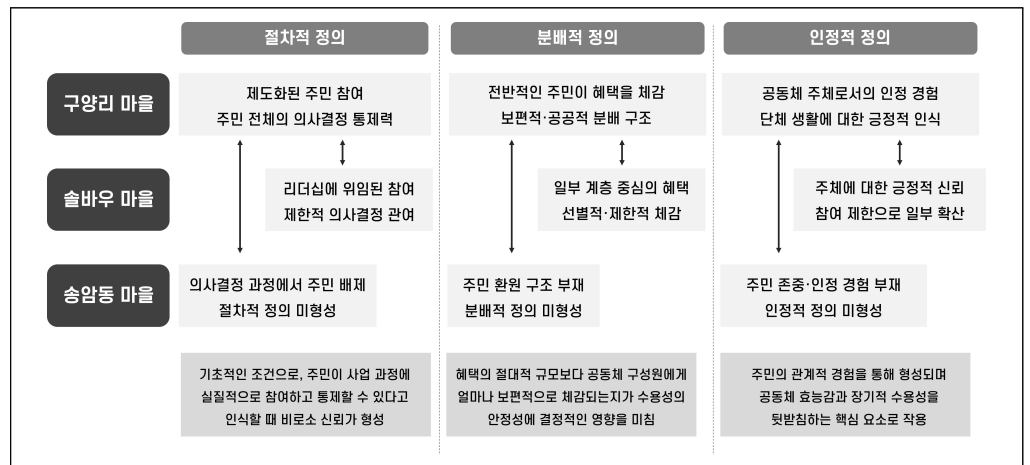 절차적 정의
분배적 정의
인정적 정의
구양리 마을
제도화된 주민 참여
주민 전체의 의사결정 통제력
전반적인 주민이 혜택을 체감
보편적·공공적 분배 구조
공동체 주체로서의 인정 경험
단체 생활에 대한 긍정적 인식
솔바우 마을
리더십에 위임된 참여
제한적 의사결정 관여
일부 계층 중심의 혜택
선별적·제한적 체감
주체에 대한 긍정적 신뢰
참여 제한으로 일부 확산
송암동 마을
의사결정 과정에서 주민 배제
절차적 정의 미형성
주민 환원 구조 부재
분배적 정의 미형성
주민 존중·인정 경험 부재
인정적 정의 미형성
기초적인 조건으로, 주민이 사업 과정에
실질적으로 참여하고 통제할 수 있다고
인식할 때 비로소 신뢰가 형성
혜택의 절대적 규모보다 공동체 구성원에게
얼마나 보편적으로 체감되는지가 수용성의
안정성에 결정적인 영향을 미침
주민의 관계적 경험을 통해 형성되며
공동체 효능감과 장기적 수용성을
뒷받침하는 핵심 요소로 작용